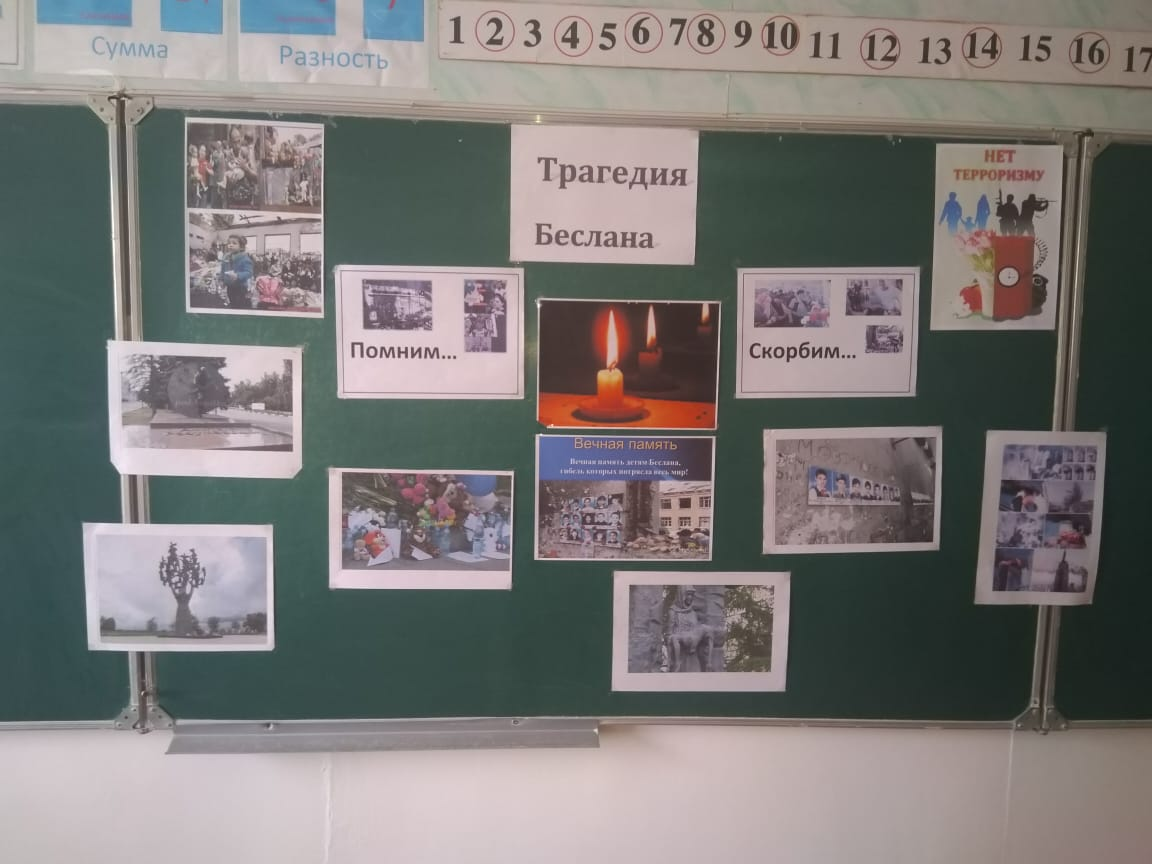 Сумма
Разность
1 2 3 4 5 6 7 8 9 10 11 12 13 14 15 16 17
Трагедия
Беслана
НЕТ
ТЕРРОРИЗМУ
Помним...
Скорбим...
Вечная память
Вечная память детям Беслана,
гибель которых потрясла весь мир!